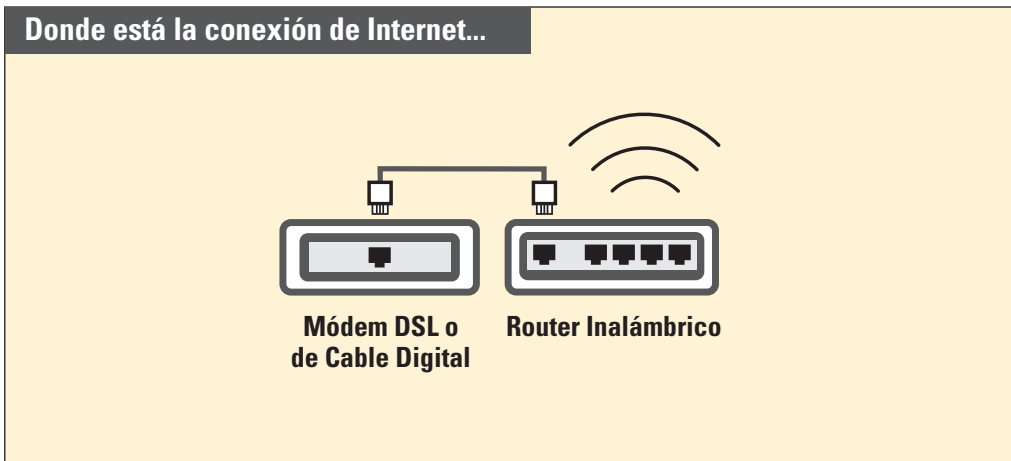 Donde está la conexión de Internet...
Módem DSL o
de Cable Digital
Router Inalámbrico